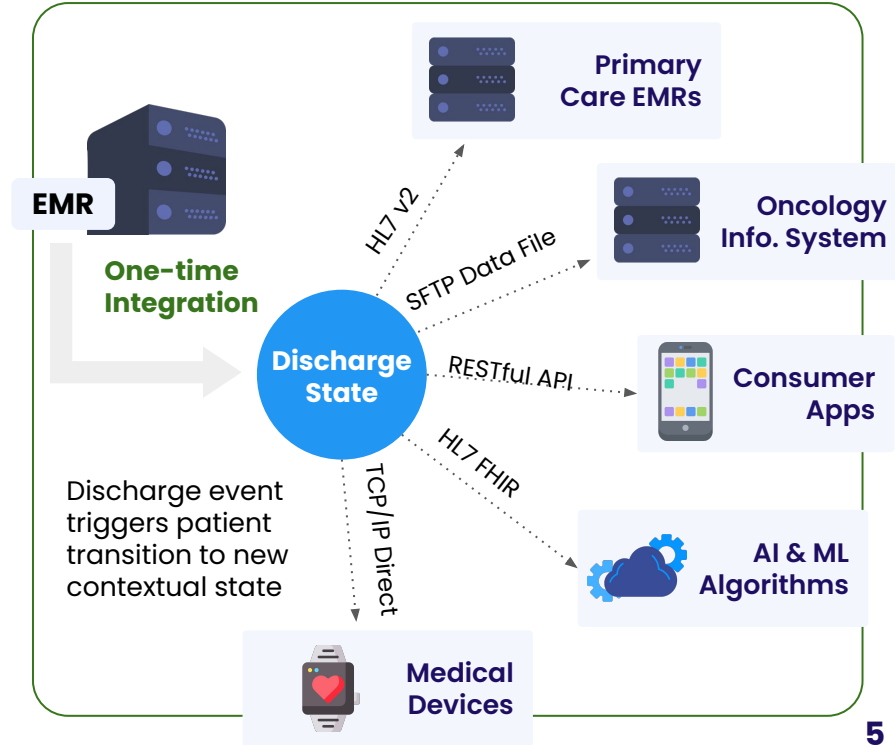 Primary
Care EMRs
EMR
One-time
Integration
HL7 v2
Oncology
Info. System
SFTP Data File
Discharge
State
RESTful API
Consumer
Apps
HL7 FHIR
TCP/IP Direct
Discharge event
triggers patient
transition to new
contextual state
AI & ML
Algorithms
Medical
Devices
5